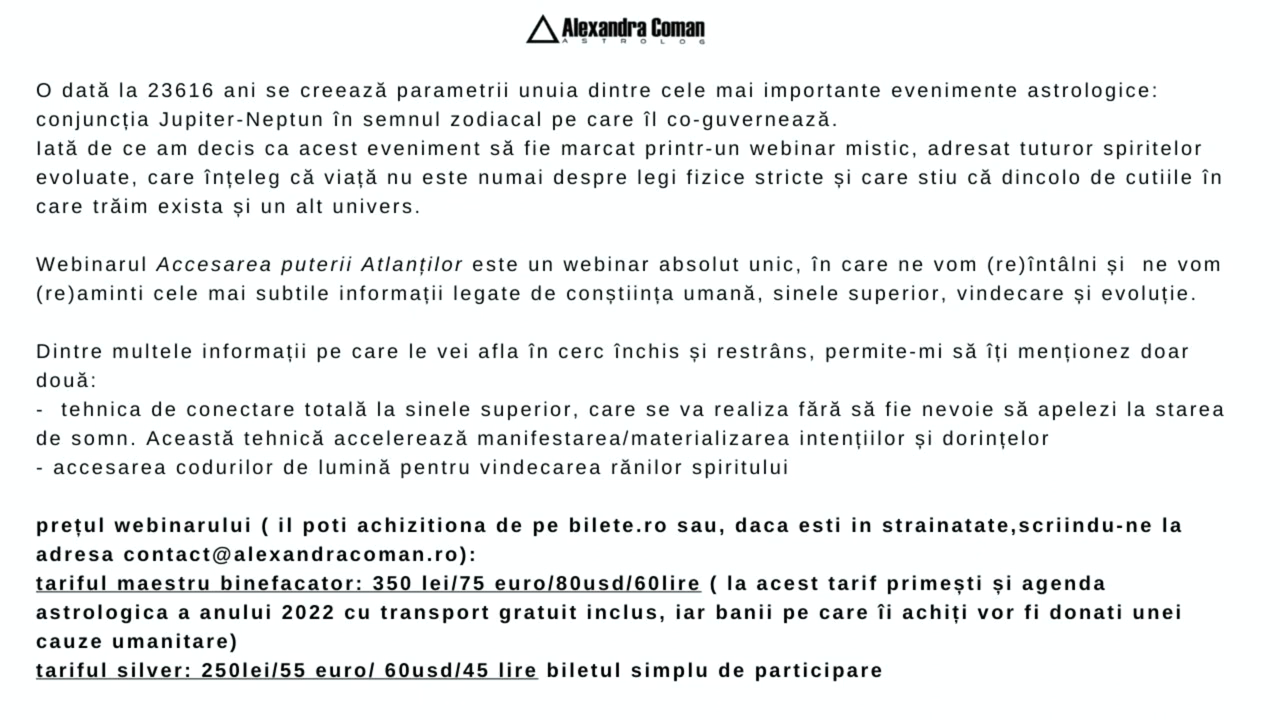 Alexandra Coman
ASTROLOG
O dată la 23616 ani se creează parametrii unuia dintre cele mai importante evenimente astrologice:
conjuncția Jupiter-Neptun în semnul zodiacal pe care îl co-guvernează.
Iată de ce am decis ca acest eveniment să fie marcat printr-un webinar mistic, adresat tuturor spiritelor
evoluate, care înțeleg că viață nu este numai despre legi fizice stricte și care stiu că dincolo de cutiile în
care trăim exista și un alt univers.
Webinarul Accesarea puterii Atlanților este un webinar absolut unic, în care ne vom (re)întâlni și  ne vom
(re)aminti cele mai subtile informații legate de conștiința umană, sinele superior, vindecare și evoluție.
Dintre multele informații pe care le vei afla în cerc închis și restrâns, permite-mi să îți menționez doar
două:
-  tehnica de conectare totală la sinele superior, care se va realiza fără să fie nevoie să apelezi la starea
de somn. Această tehnică accelerează manifestarea/materializarea intențiilor și dorințelor
- accesarea codurilor de lumină pentru vindecarea rănilor spiritului
prețul webinarului ( il poti achizitiona de pe bilete.ro sau, daca esti in strainatate,scriindu-ne la
adresa contact@alexandracoman.ro):
tariful maestru binefacator: 350 lei/75 euro/80usd/60lire ( la acest tarif primești și agenda
astrologica a anului 2022 cu transport gratuit inclus, iar banii pe care îi achiți vor fi donati unei
cauze umanitare)
tariful silver: 250lei/55 euro/ 60usd/45 lire biletul simplu de participare